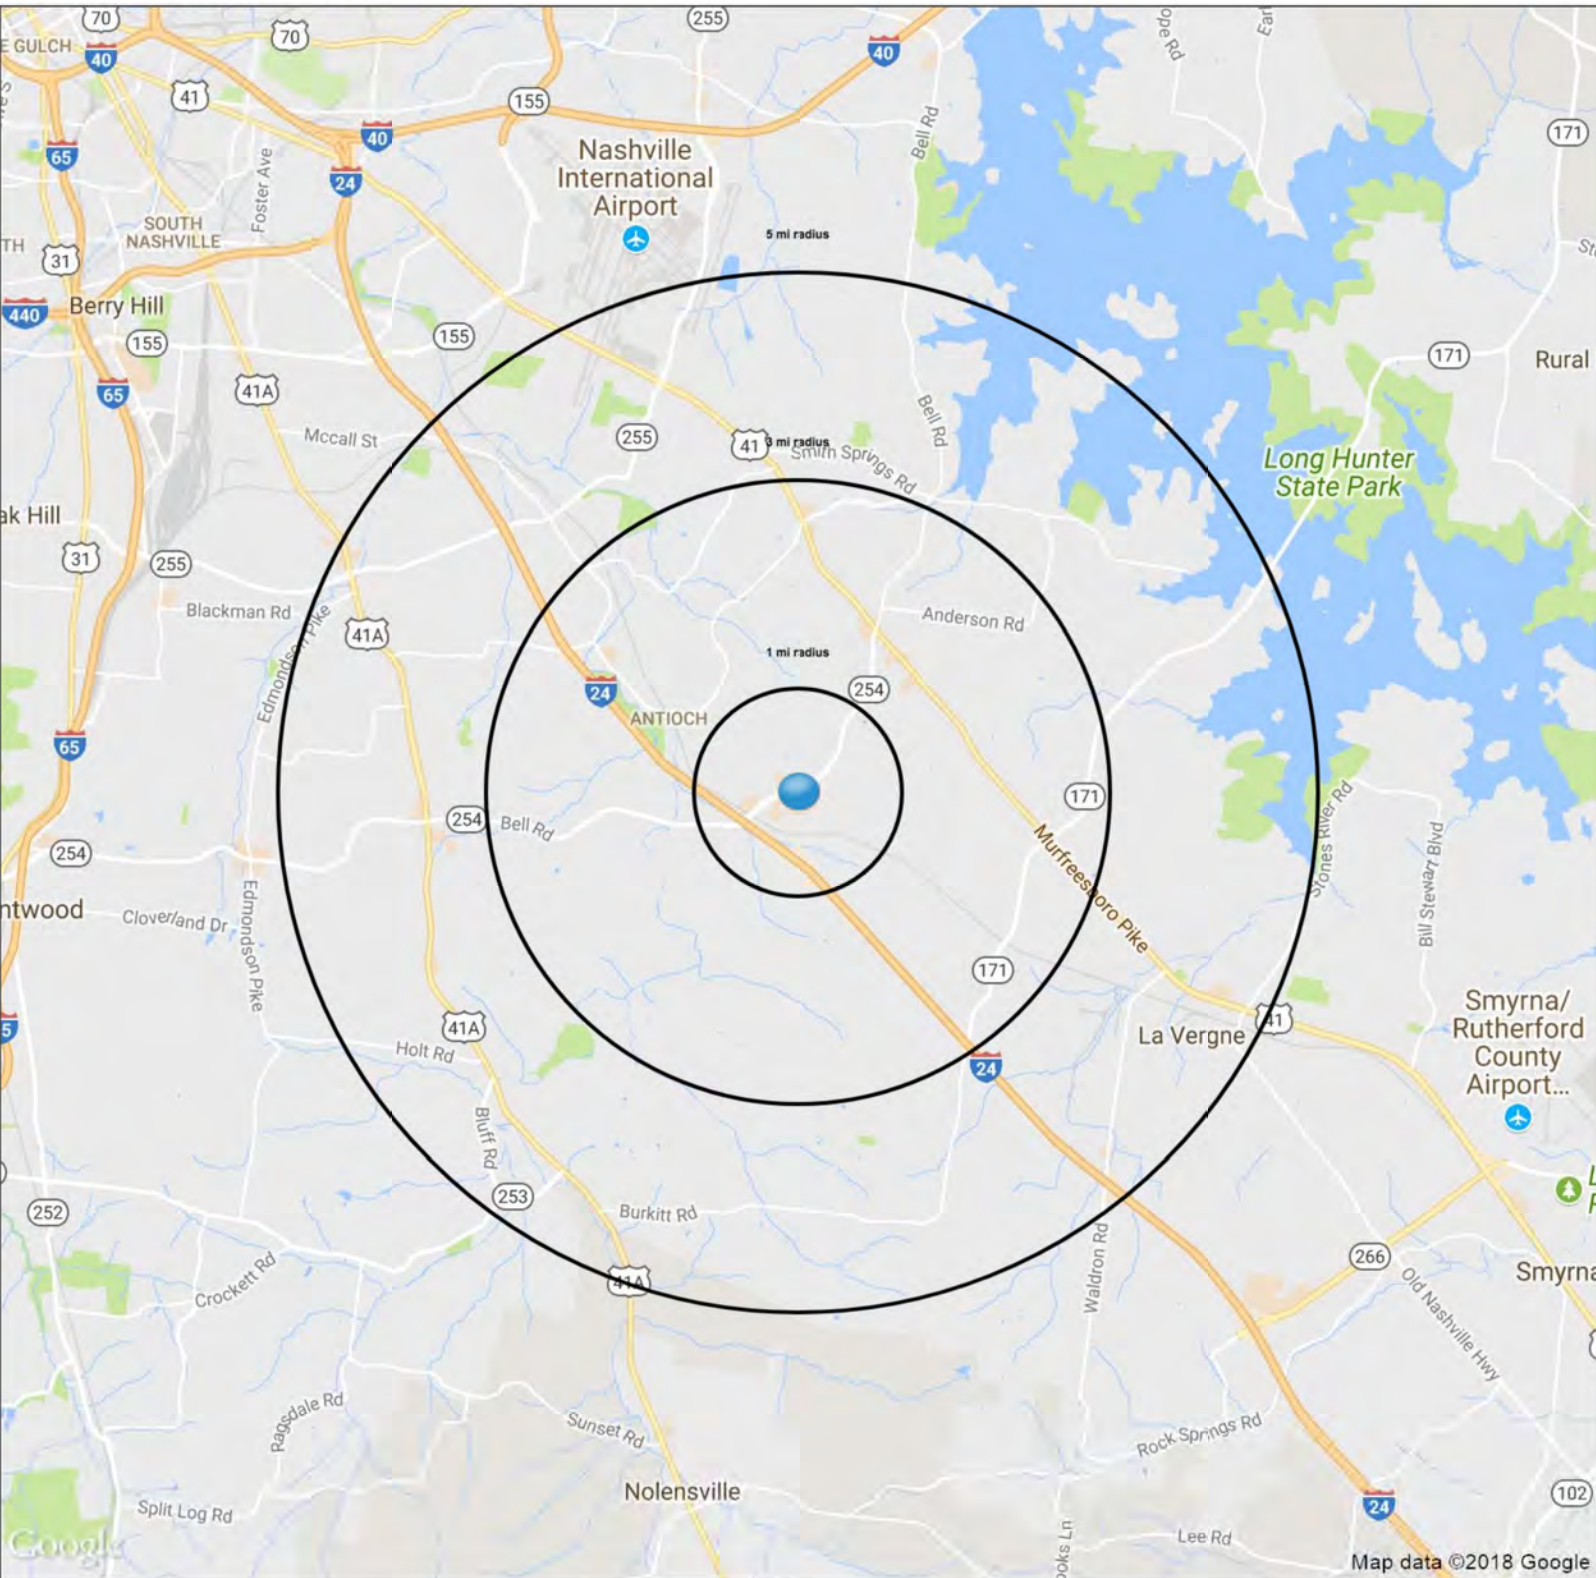 70
70
255
E GULCH
40
40
41
155
171
40
65
24
Bell Rd
Foster Ave
Nashville
International
Airport
SOUTH
NASHVILLE
TH
31
5 mi radius
Berry Hill
440
155
155
171
Rural
65
41A
Mccall St
255
41
3 mi radius
Smith Springs Rd
Bell Rd
Long Hunter
State Park
ak Hill
31
255
Blackman Rd
Edmondson Pike
41A
Anderson Rd
1 mi radius
24
254
ANTIOCH
65
171
254
Bell Rd
254
Murfreesboro Pike
Stones River Rd
Bill Stewart Blvd
ntwood
Cloverland Dr
Edmondson Pike
171
5
41A
Holt Rd
La Vergne
41
Smyrna/
Rutherford
County
Airport...
24
Bluff Rd
253
252
Burkitt Rd
Waldron Rd
Crockett Rd
41A
266
Smyrna
Old Nashville Hwy
Ragsdale Rd
Sunset Rd
Rock Springs Rd
Nolensville
24
102
Split Log Rd
Google
ooks Ln
Lee Rd
Map data ©2018 Google